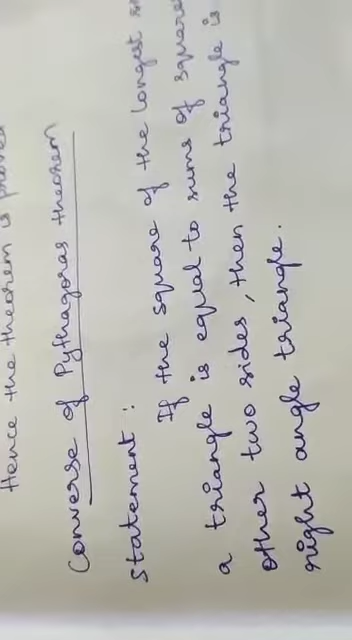 Hence the theorem is proved
Converse of Pythagoras theorem
Statement:
If the square of the longest
a triangle is equal to sums of square
other two sides, then the triangle is
right angle triangle.